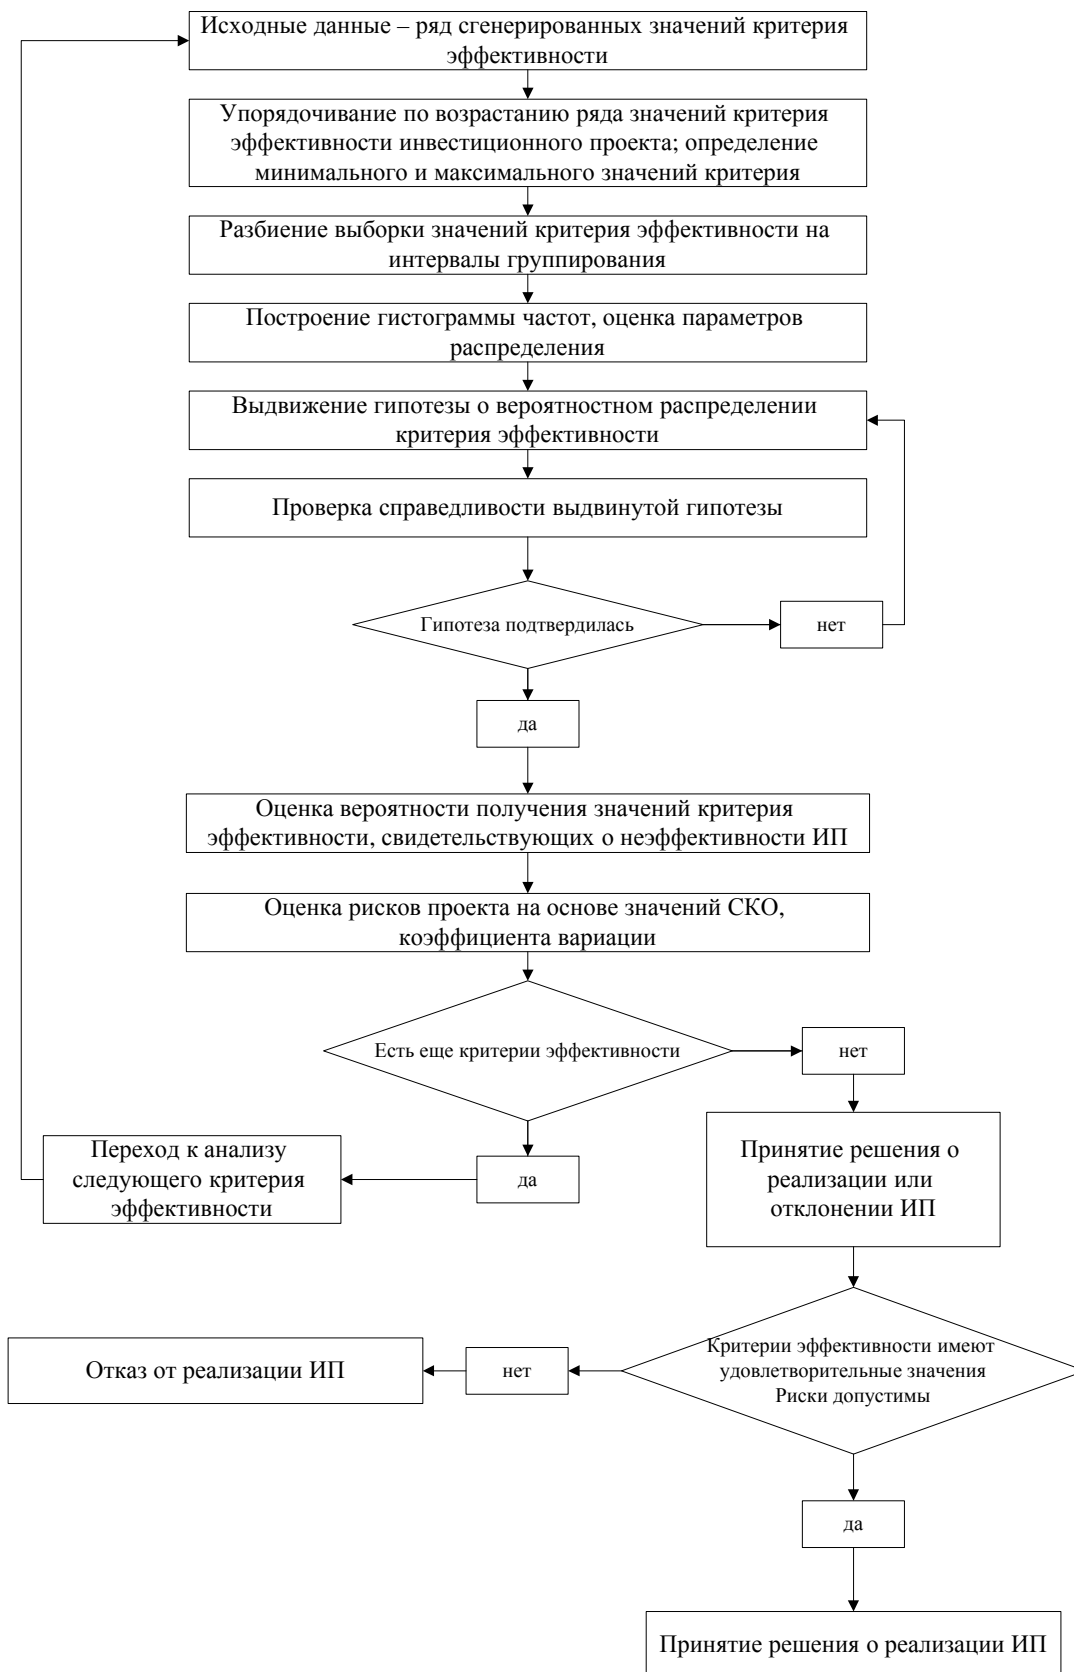 Исходные данные – ряд сгенерированных значений критерия
эффективности
Упорядочивание по возрастанию ряда значений критерия
эффективности инвестиционного проекта; определение
минимального и максимального значений критерия
Разбиение выборки значений критерия эффективности на
интервалы группирования
Построение гистограммы частот, оценка параметров
распределения
Выдвижение гипотезы о вероятностном распределении
критерия эффективности
Проверка справедливости выдвинутой гипотезы
Гипотеза подтвердилась
нет
да
Оценка вероятности получения значений критерия
эффективности, свидетельствующих о неэффективности ИП
Оценка рисков проекта на основе значений СКО,
коэффициента вариации
Есть еще критерии эффективности
нет
Переход к анализу
следующего критерия
эффективности
да
Принятие решения о
реализации или
отклонении ИП
Отказ от реализации ИП
нет
Критерии эффективности имеют
удовлетворительные значения
Риски допустимы
да
Принятие решения о реализации ИП